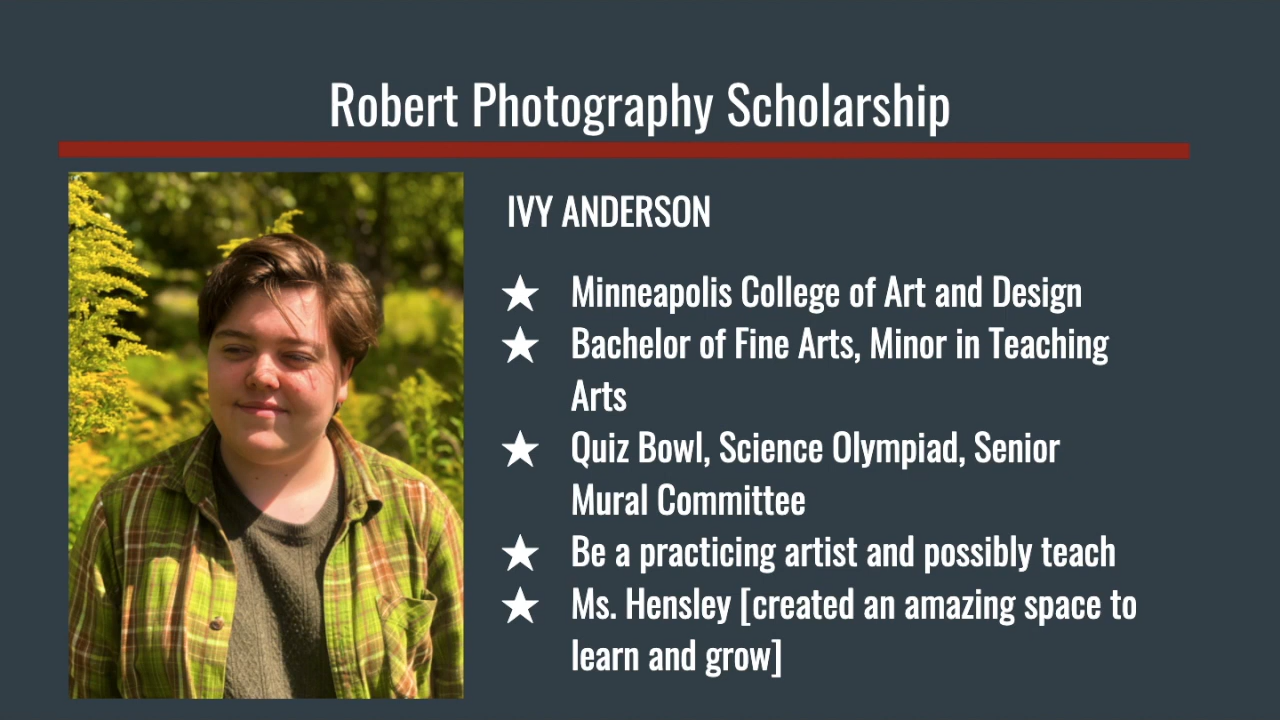 Robert Photography Scholarship
IVY ANDERSON
★ Minneapolis College of Art and Design
★ Bachelor of Fine Arts, Minor in Teaching
Arts
★ Quiz Bowl, Science Olympiad, Senior
Mural Committee
★ Be a practicing artist and possibly teach
★ Ms. Hensley [created an amazing space to
learn and grow]